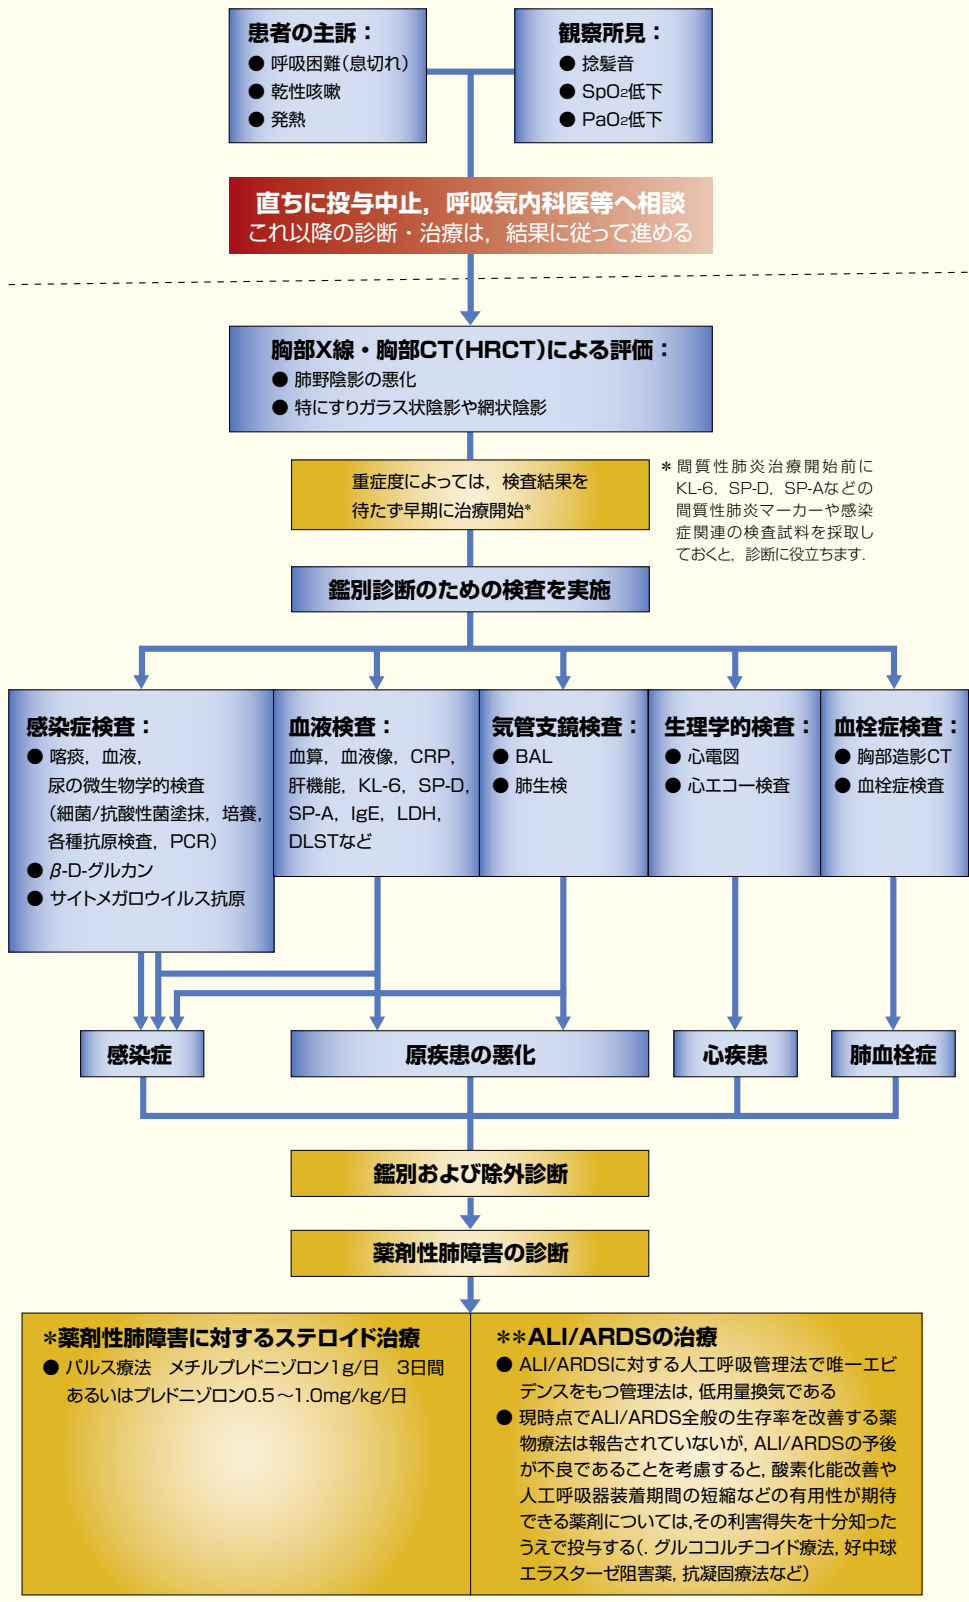 患者の主訴：
● 呼吸困難（息切れ）
● 乾性咳嗽
● 発熱
観察所見：
● 捻髪音
● SpO₂低下
● PaO₂低下
直ちに投与中止，呼吸気内科医等へ相談
これ以降の診断・治療は，結果に従って進める
胸部X線・胸部CT（HRCT）による評価：
● 肺野陰影の悪化
● 特にすりガラス状陰影や網状陰影
重症度によっては，検査結果を
待たず早期に治療開始*
＊間質性肺炎治療開始前に
KL-6，SP-D，SP-Aなどの
間質性肺炎マーカーや感染
症関連の検査試料を採取し
ておくと，診断に役立ちます.
鑑別診断のための検査を実施
感染症検査：
● 喀痰，血液，
尿の微生物学的検査
（細菌/抗酸性菌塗抹，培養，
各種抗原検査，PCR）
● β-D-グルカン
● サイトメガロウイルス抗原
血液検査：
血算，血液像，CRP，
肝機能，KL-6，SP-D，
SP-A，IgE，LDH，
DLSTなど
気管支鏡検査：
● BAL
● 肺生検
生理学的検査：
● 心電図
● 心エコー検査
血栓症検査：
● 胸部造影CT
● 血栓症検査
感染症
原疾患の悪化
心疾患
肺血栓症
鑑別および除外診断
薬剤性肺障害の診断
＊薬剤性肺障害に対するステロイド治療
● パルス療法　メチルプレドニゾロン1g/日　3日間
あるいはプレドニゾロン0.5～1.0mg/kg/日
＊＊ALI/ARDSの治療
● ALI/ARDSに対する人工呼吸管理法で唯一エビ
デンスをもつ管理法は，低用量換気である
● 現時点でALI/ARDS全般の生存率を改善する薬
物療法は報告されていないが，ALI/ARDSの予後
が不良であることを考慮すると，酸素化能改善や
人工呼吸器装着期間の短縮などの有用性が期待
できる薬剤については，その利害得失を十分知った
うえで投与する（. グルココルチコイド療法，好中球
エラスターゼ阻害薬，抗凝固療法など）